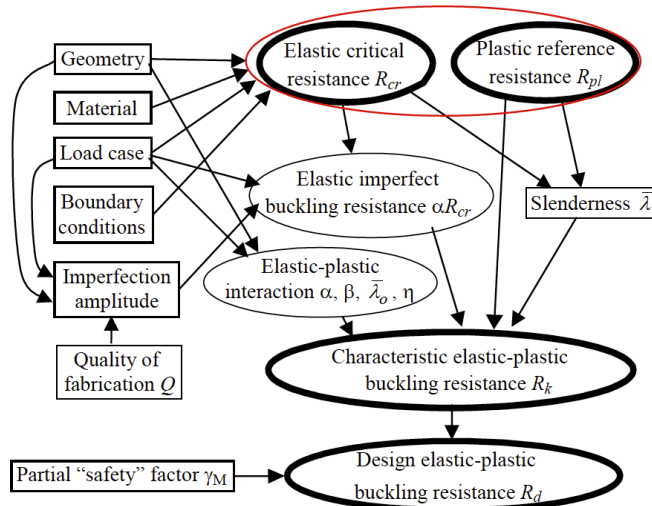 Geometry
Material
Load case
Boundary
conditions
Imperfection
amplitude
Quality of
fabrication Q
Partial “safety” factor γM
Elastic critical
resistance Rcr
Plastic reference
resistance Rpl
Elastic imperfect
buckling resistance αRcr
Slenderness λ̅
Elastic-plastic
interaction α, β, λ̅o, η
Characteristic elastic-plastic
buckling resistance Rk
Design elastic-plastic
buckling resistance Rd